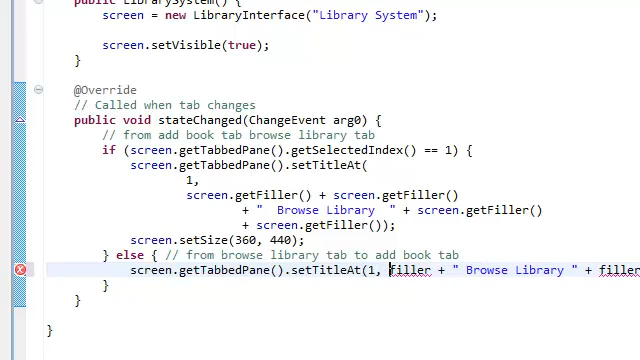 public LibrarySystem() {
screen = new LibraryInterface("Library System");
screen.setVisible(true);
}
@Override
// Called when tab changes
public void stateChanged(ChangeEvent arg0) {
// from add book tab browse library tab
if (screen.getTabbedPane().getSelectedIndex() == 1) {
screen.getTabbedPane().setTitleAt(
1,
screen.getFiller() + screen.getFiller()
+ "  Browse Library  " + screen.getFiller()
+ screen.getFiller());
screen.setSize(360, 440);
} else { // from browse library tab to add book tab
screen.getTabbedPane().setTitleAt(1, filler + " Browse Library " + filler
}
}
}